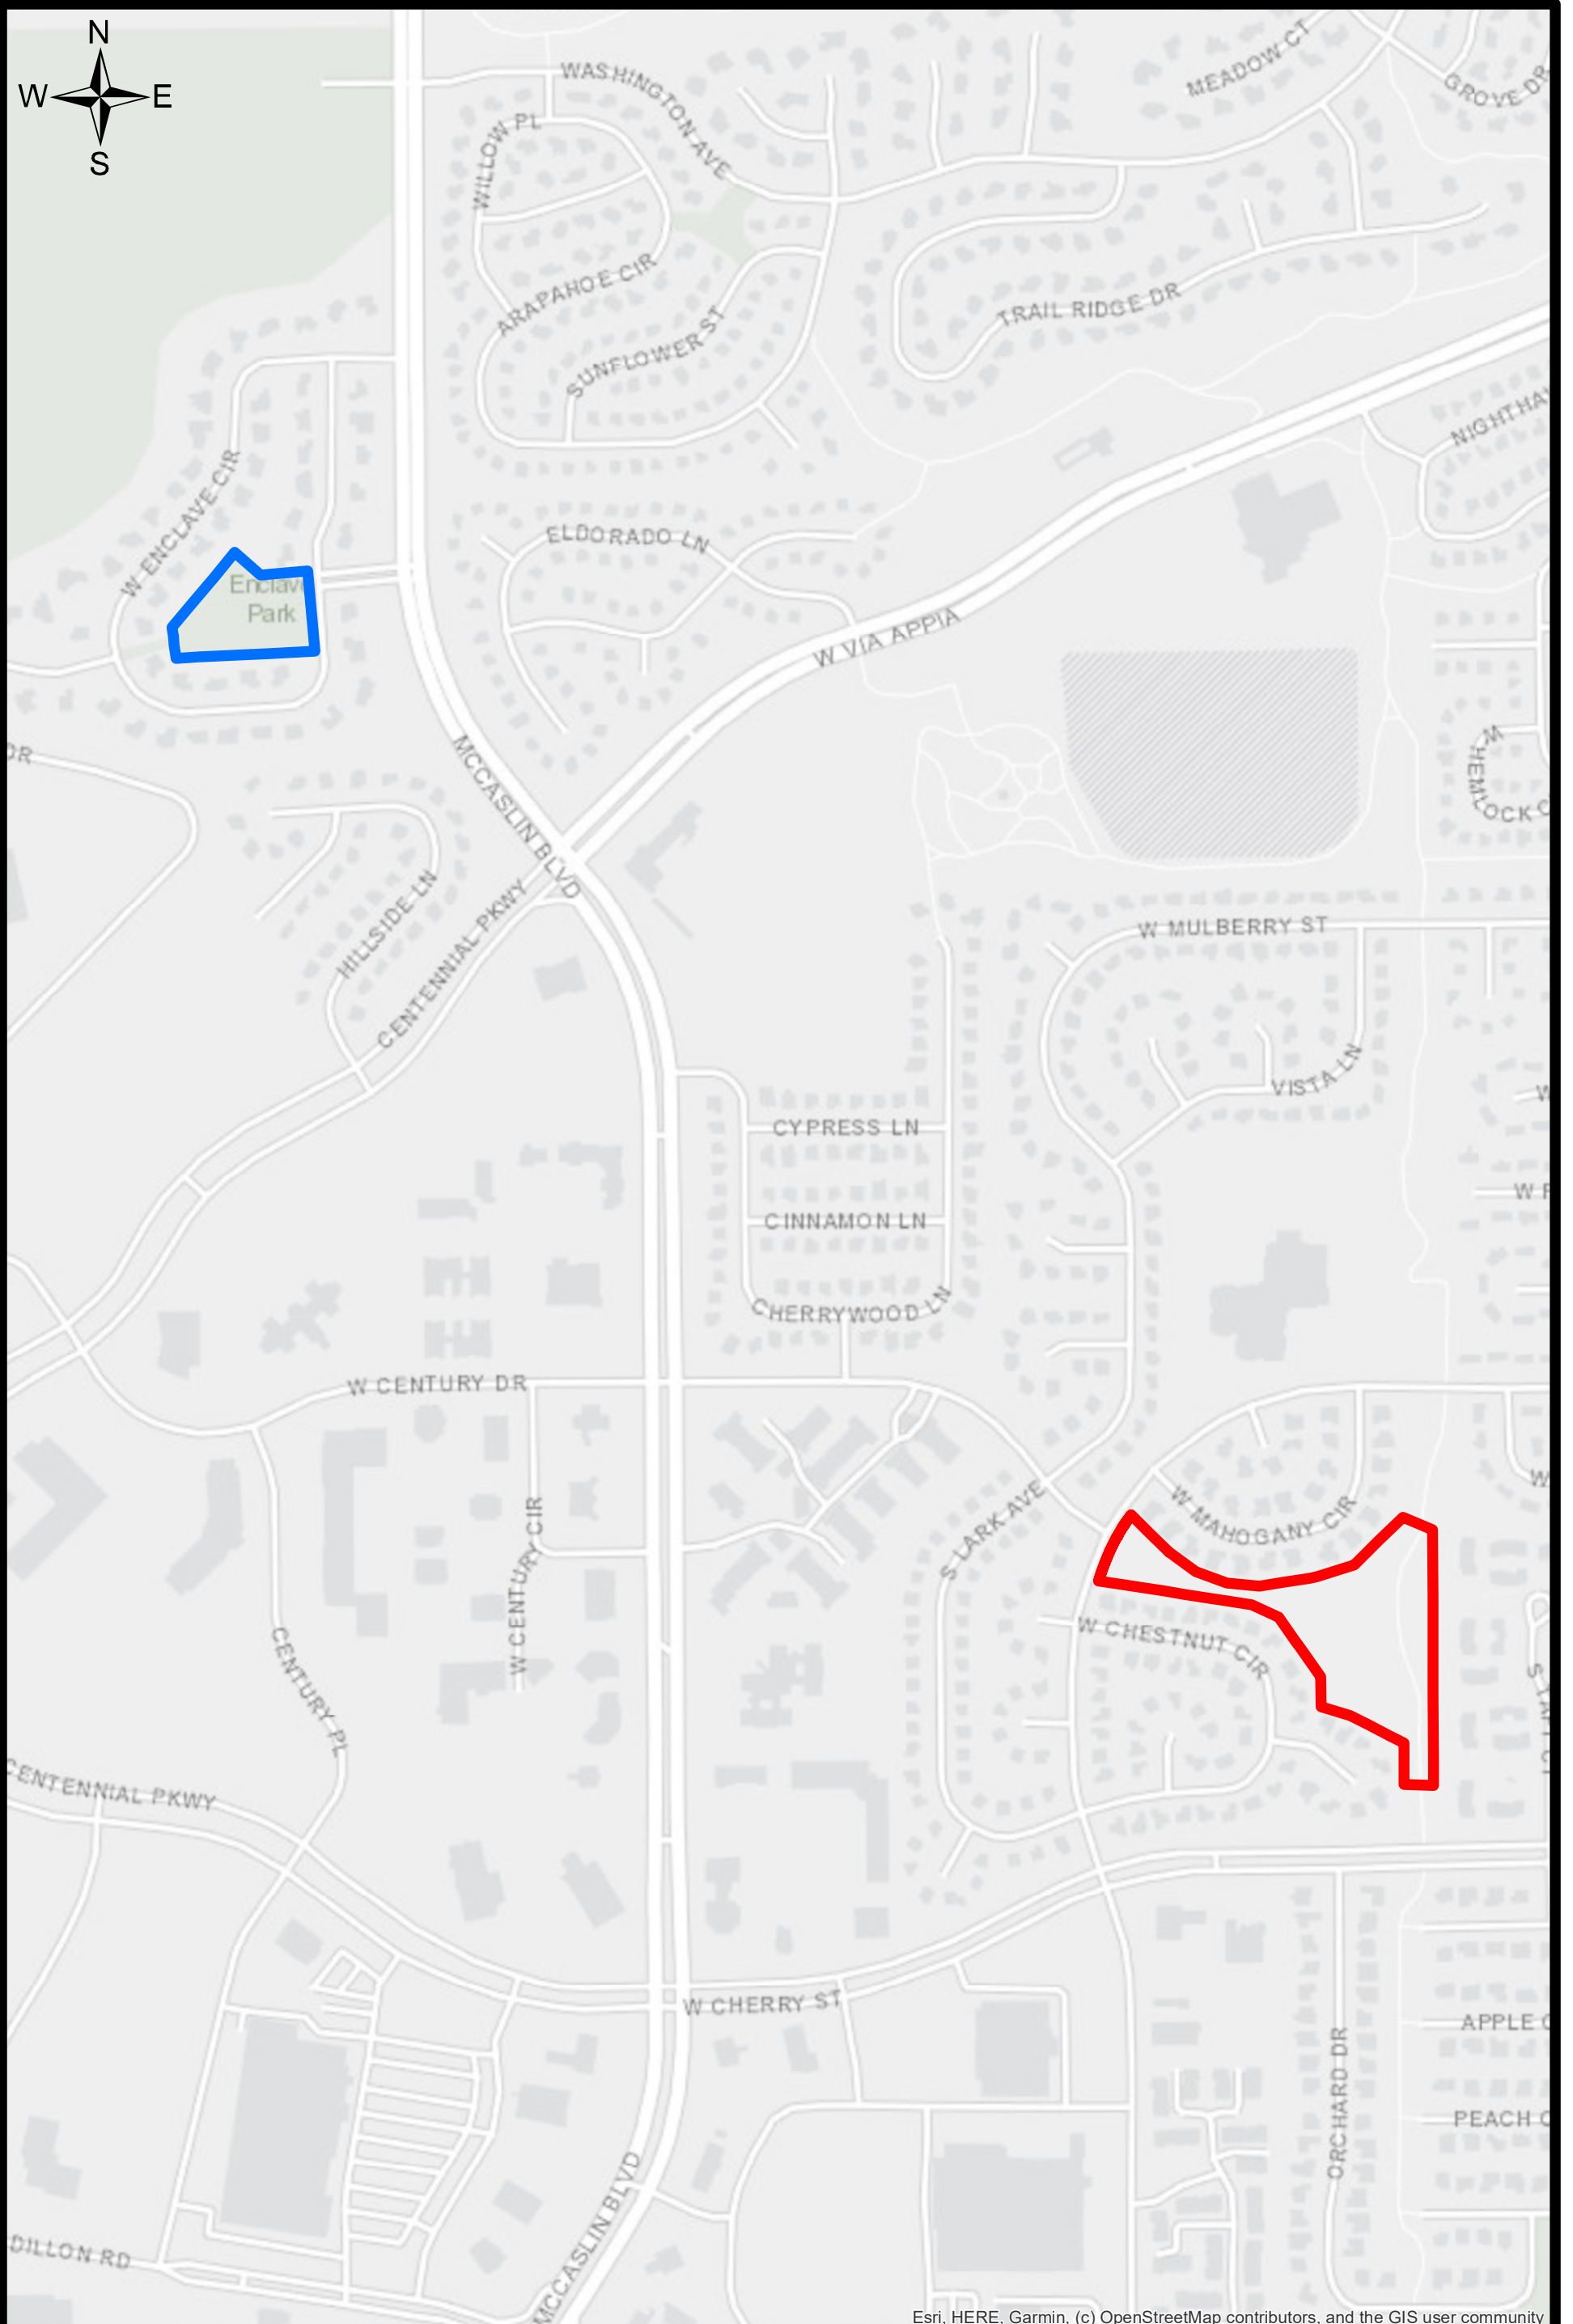 N
W E
S
WASHINGTON AVE
MEADOW CT
GROVE DR
WILLOW PL
ARAPAHOE CIR
TRAIL RIDGE DR
SUNFLOWER ST
W ENCLAVE CIR
ELDORADO LN
Park
W VIA APPIA
DR
MCCASLIN BLVD
HILLSIDE LN
CENTENNIAL PKWY
W MULBERRY ST
VISTA LN
CYPRESS LN
CINNAMON LN
CHERRYWOOD LN
W CENTURY DR
S LARK AVE
W MAHOGANY CIR
W CENTURY CIR
W CHESTNUT CIR
CENTURY PL
CENTENNIAL PKWY
W CHERRY ST
APPLE
ORCHARD DR
PEACH
MCCASLIN BLVD
DILLON RD
Esri, HERE, Garmin, (c) OpenStreetMap contributors, and the GIS user community